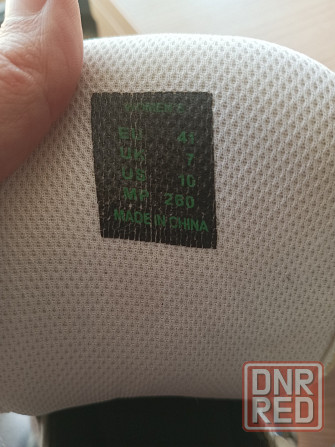 EU 41
UK 7
US 10
MP 260
MADE IN CHINA
DNR
RED